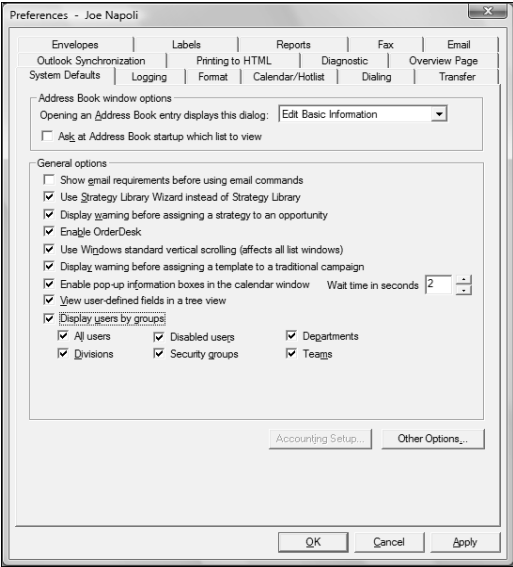 Preferences - Joe Napoli
Envelopes Labels Reports Fax Email
Outlook Synchronization Printing to HTML Diagnostic Overview Page
System Defaults Logging Format Calendar/Hotlist Dialing Transfer
Address Book window options
Opening an Address Book entry displays this dialog: Edit Basic Information
Ask at Address Book startup which list to view
General options
Show email requirements before using email commands
Use Strategy Library Wizard instead of Strategy Library
Display warning before assigning a strategy to an opportunity
Enable OrderDesk
Use Windows standard vertical scrolling (affects all list windows)
Display warning before assigning a template to a traditional campaign
Enable pop-up information boxes in the calendar window Wait time in seconds 2
View user-defined fields in a tree view
Display users by groups
All users Disabled users Departments
Divisions Security groups Teams
Accounting Setup... Other Options...
OK Cancel Apply